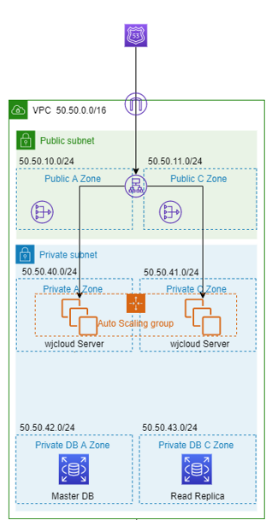 53
VPC 50.50.0.0/16
Public subnet
50.50.10.0/24 50.50.11.0/24
Public A Zone Public C Zone
Private subnet
50.50.40.0/24 50.50.41.0/24
Private A Zone Private C Zone
Auto Scaling group
wjcloud Server wjcloud Server
50.50.42.0/24 50.50.43.0/24
Private DB A Zone Private DB C Zone
Master DB Read Replica